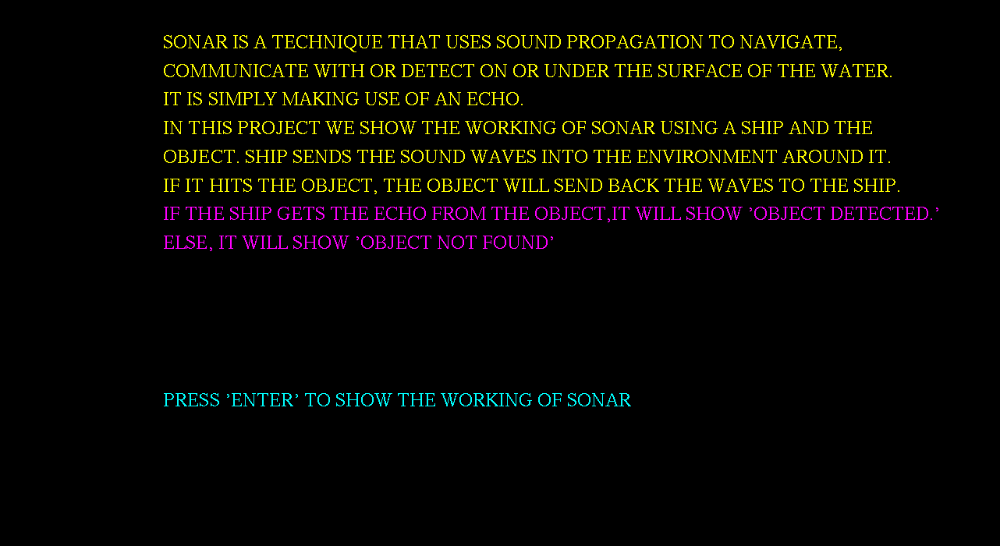 SONAR IS A TECHNIQUE THAT USES SOUND PROPAGATION TO NAVIGATE,
COMMUNICATE WITH OR DETECT ON OR UNDER THE SURFACE OF THE WATER.
IT IS SIMPLY MAKING USE OF AN ECHO.
IN THIS PROJECT WE SHOW THE WORKING OF SONAR USING A SHIP AND THE
OBJECT. SHIP SENDS THE SOUND WAVES INTO THE ENVIRONMENT AROUND IT.
IF IT HITS THE OBJECT, THE OBJECT WILL SEND BACK THE WAVES TO THE SHIP.
IF THE SHIP GETS THE ECHO FROM THE OBJECT,IT WILL SHOW ’OBJECT DETECTED.’
ELSE, IT WILL SHOW ’OBJECT NOT FOUND’
PRESS ’ENTER’ TO SHOW THE WORKING OF SONAR